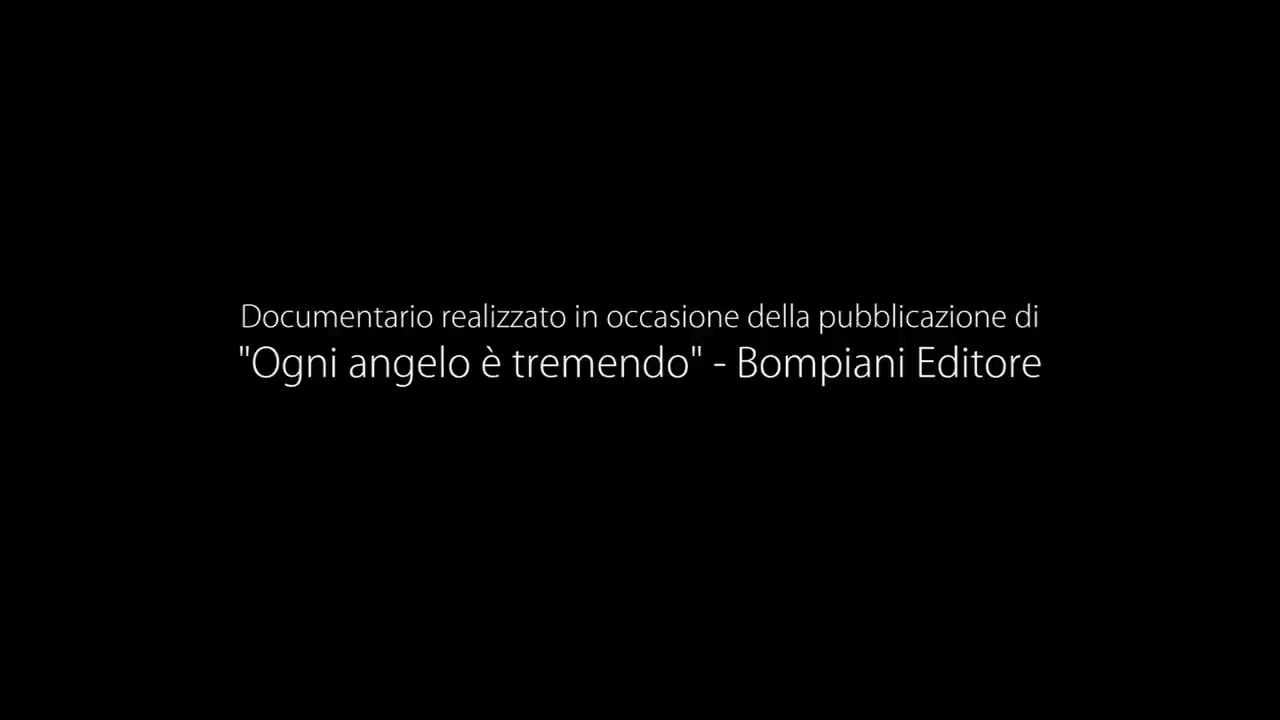 Documentario realizzato in occasione della pubblicazione di
"Ogni angelo è tremendo" - Bompiani Editore